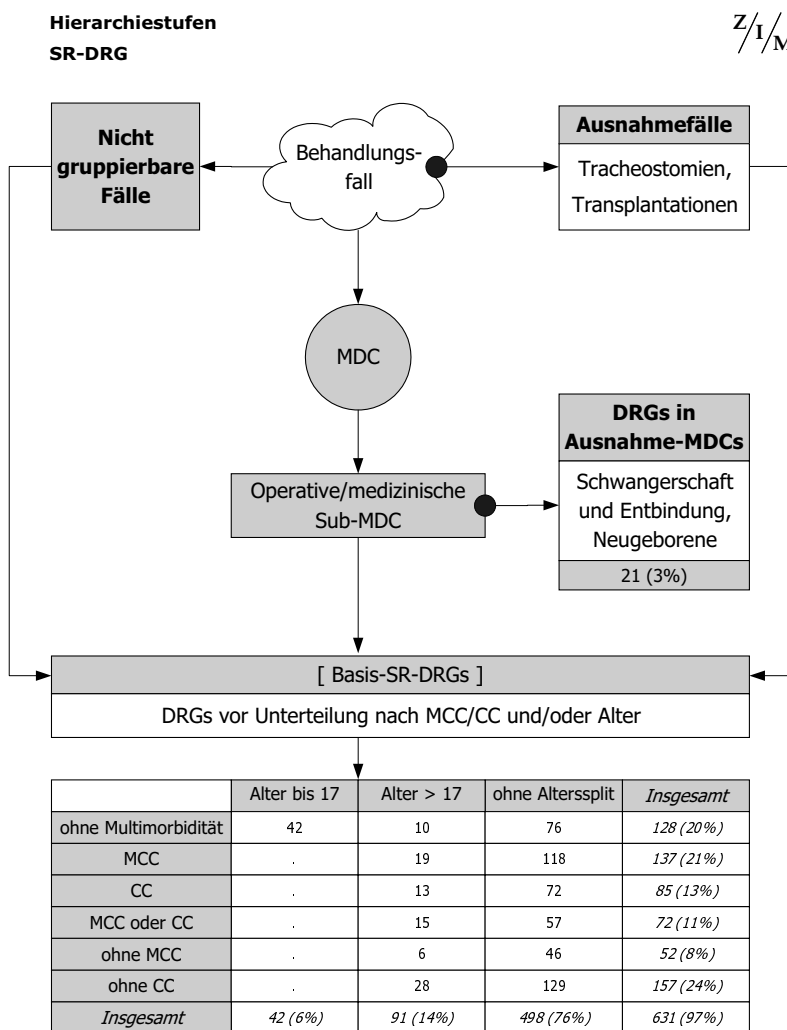 Hierarchiestufen
SR-DRG
Z/I/M
Nicht
gruppierbare
Fälle
Behandlungs-
fall
Ausnahmefälle
Tracheostomien,
Transplantationen
MDC
Operative/medizinische
Sub-MDC
DRGs in
Ausnahme-MDCs
Schwangerschaft
und Entbindung,
Neugeborene
21 (3%)
[ Basis-SR-DRGs ]
DRGs vor Unterteilung nach MCC/CC und/oder Alter
Alter bis 17 Alter > 17 ohne Alterssplit Insgesamt
ohne Multimorbidität 42 10 76 128 (20%)
MCC . 19 118 137 (21%)
CC . 13 72 85 (13%)
MCC oder CC . 15 57 72 (11%)
ohne MCC . 6 46 52 (8%)
ohne CC . 28 129 157 (24%)
Insgesamt 42 (6%) 91 (14%) 498 (76%) 631 (97%)